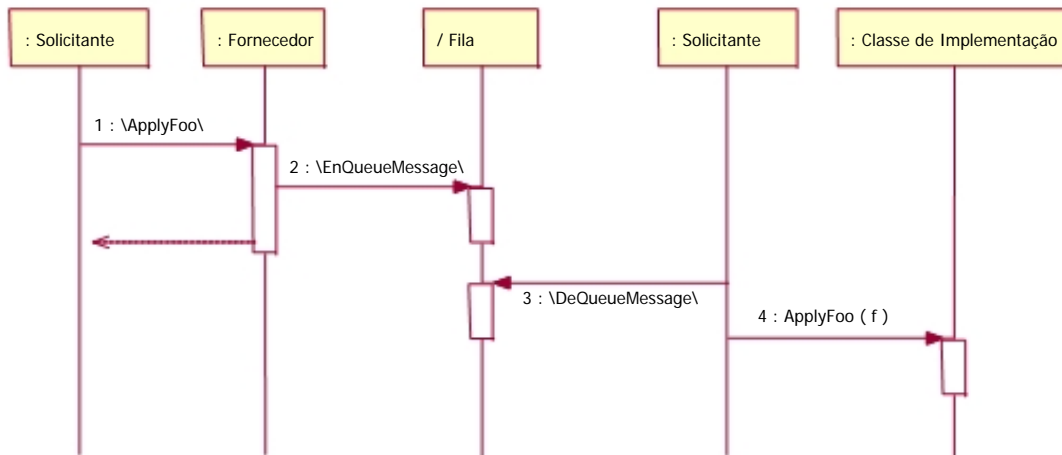 : Solicitante
: Fornecedor
/ Fila
: Solicitante
: Classe de Implementação
1 : \ApplyFoo\
2 : \EnQueueMessage\
3 : \DeQueueMessage\
4 : ApplyFoo ( f )